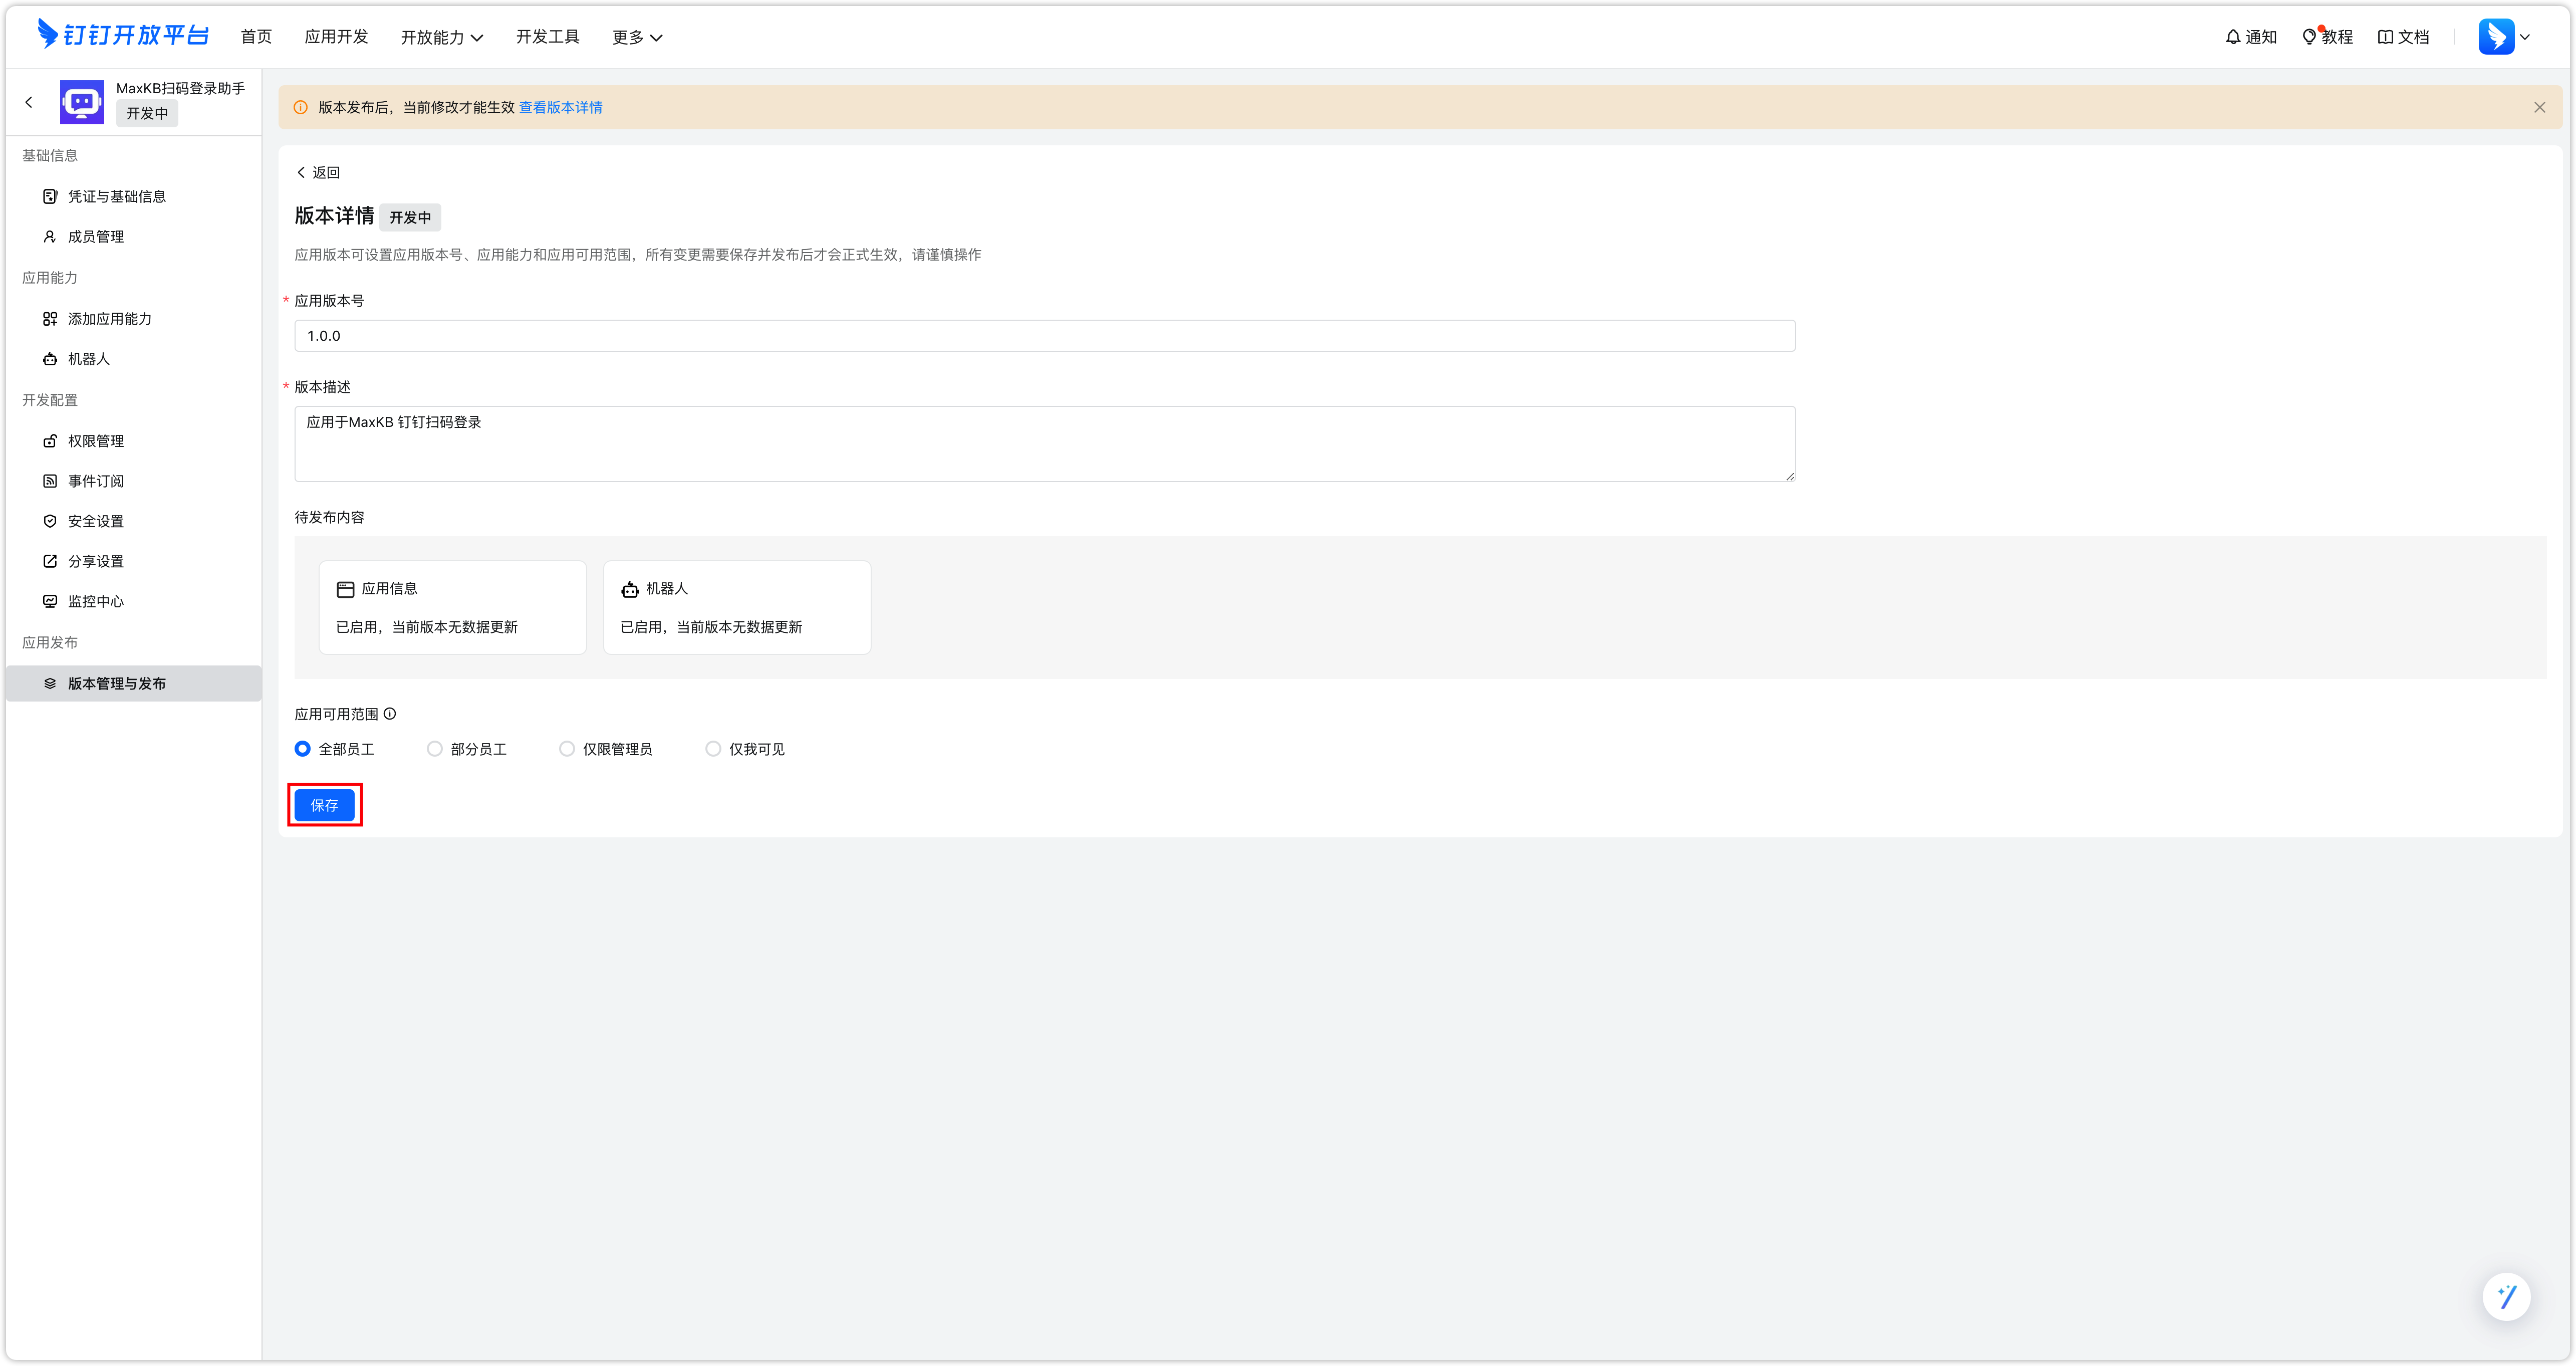 钉钉开放平台 首页 应用开发 开放能力 开发工具 更多 通知 教程 文档
MaxKB扫码登录助手
开发中
基础信息
凭证与基础信息
成员管理
应用能力
添加应用能力
机器人
开发配置
权限管理
事件订阅
安全设置
分享设置
监控中心
应用发布
版本管理与发布
版本发布后，当前修改才能生效 查看版本详情
返回
版本详情 开发中
应用版本可设置应用版本号、应用能力和应用可用范围，所有变更需要保存并发布后才会正式生效，请谨慎操作
* 应用版本号
1.0.0
* 版本描述
应用于MaxKB 钉钉扫码登录
待发布内容
应用信息
已启用，当前版本无数据更新
机器人
已启用，当前版本无数据更新
应用可用范围
全部员工 部分员工 仅限管理员 仅我可见
保存